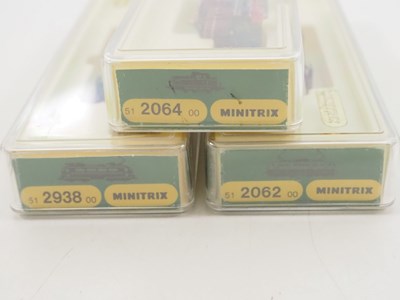 51 2064 00 MINITRIX
51 2938 00 MINITRIX
51 2062 00 MINITRIX